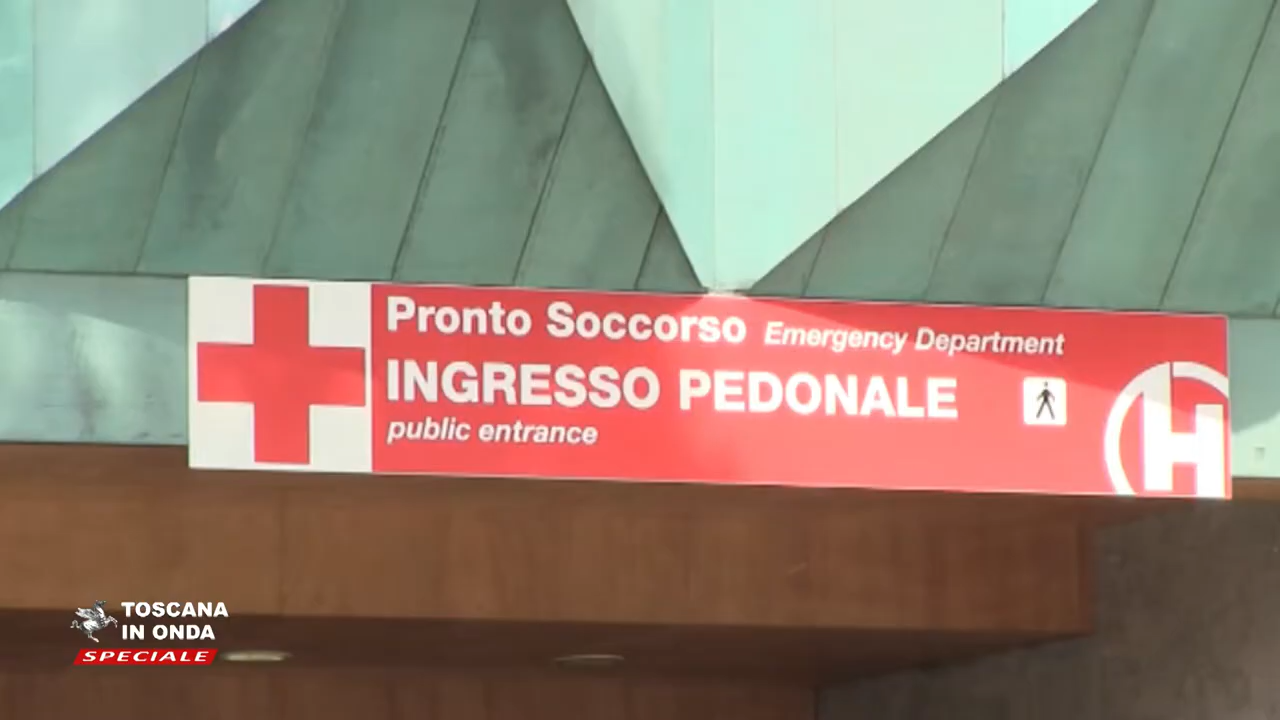 Pronto Soccorso Emergency Department
INGRESSO PEDONALE
public entrance
H
TOSCANA
IN ONDA
SPECIALE